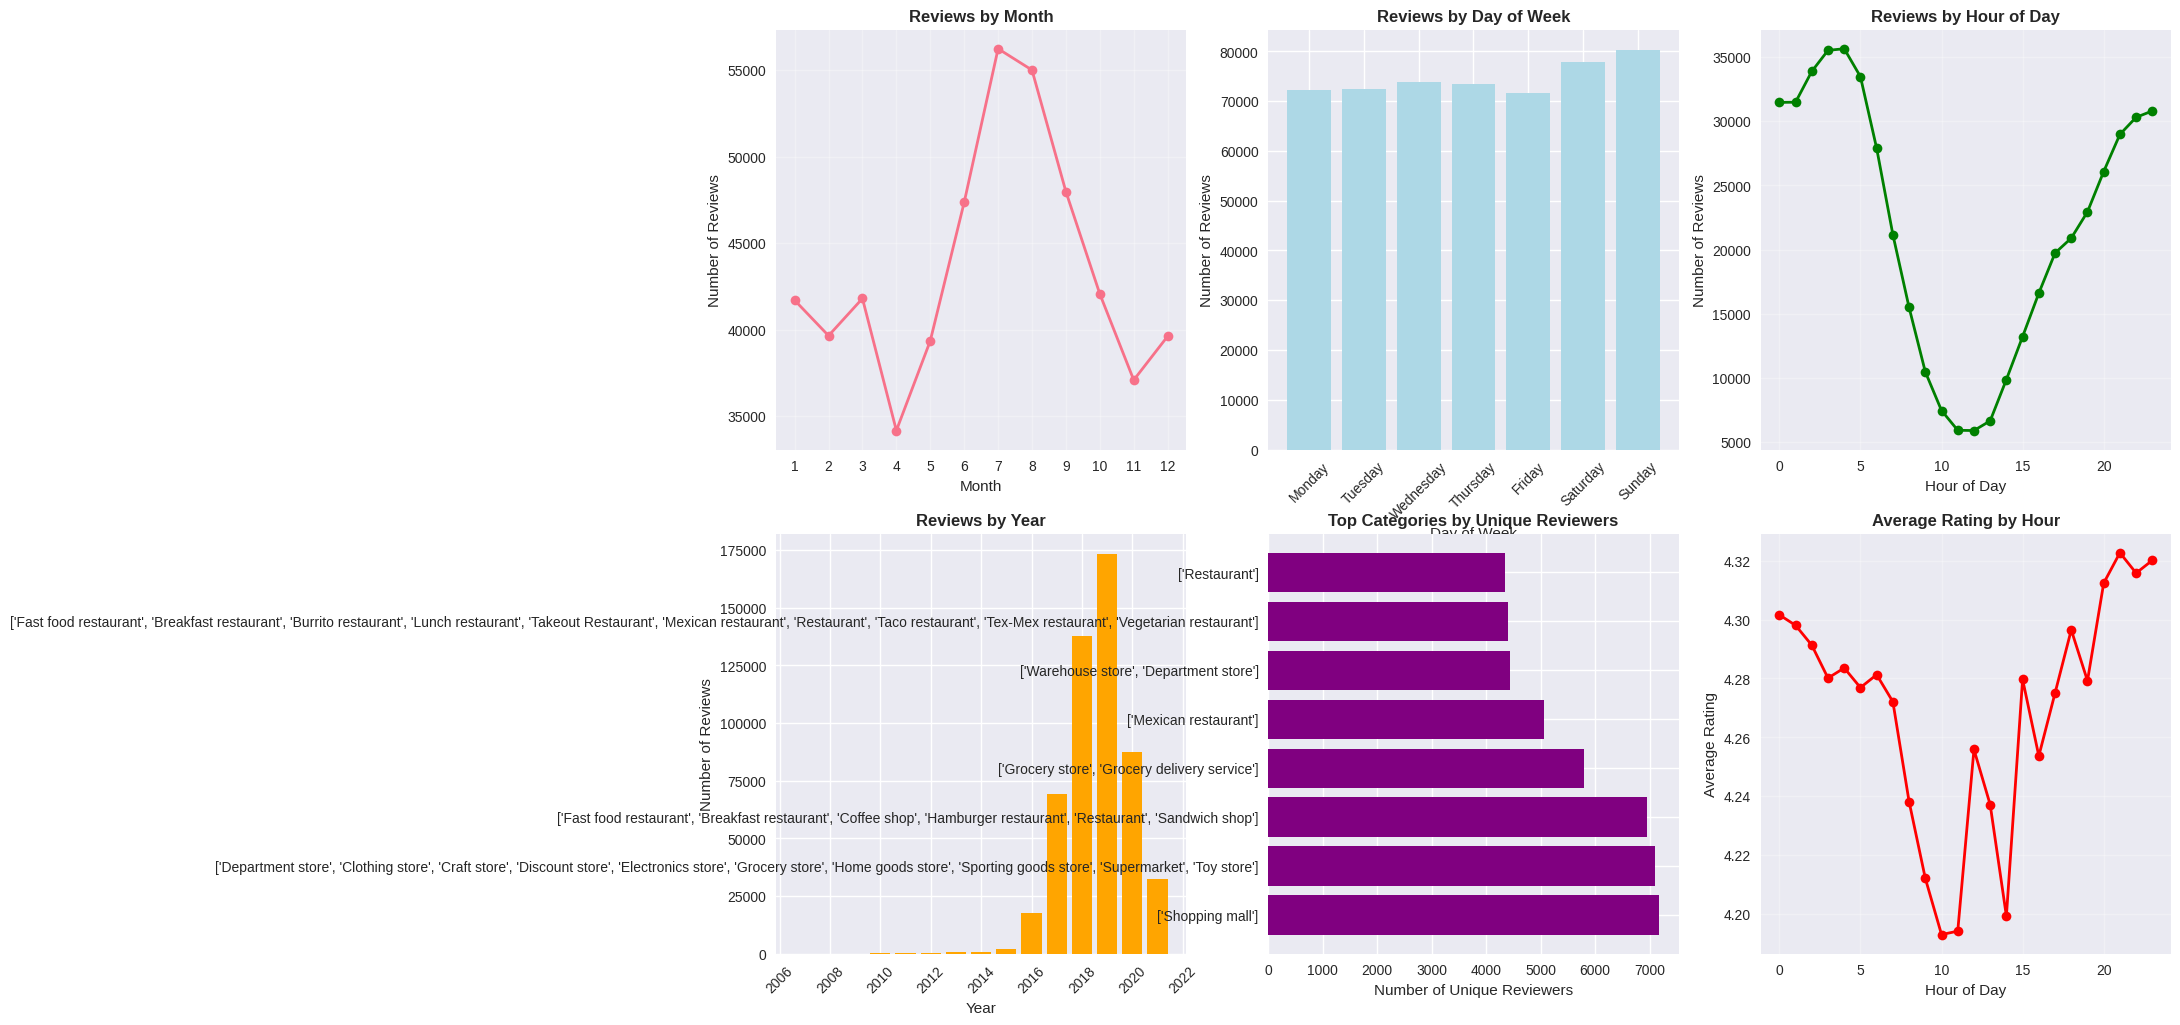 Reviews by Month
Number of Reviews
55000
50000
45000
40000
35000
1 2 3 4 5 6 7 8 9 10 11 12
Month
Reviews by Day of Week
Number of Reviews
80000
70000
60000
50000
40000
30000
20000
10000
0
Monday Tuesday Wednesday Thursday Friday Saturday Sunday
Day of Week
Reviews by Hour of Day
Number of Reviews
35000
30000
25000
20000
15000
10000
5000
0 5 10 15 20
Hour of Day
Reviews by Year
Number of Reviews
175000
150000
125000
100000
75000
50000
25000
0
2006 2008 2010 2012 2014 2016 2018 2020 2022
Year
Top Categories by Unique Reviewers
['Restaurant']
['Fast food restaurant', 'Breakfast restaurant', 'Burrito restaurant', 'Lunch restaurant', 'Takeout Restaurant', 'Mexican restaurant', 'Restaurant', 'Taco restaurant', 'Tex-Mex restaurant', 'Vegetarian restaurant']
['Warehouse store', 'Department store']
['Mexican restaurant']
['Grocery store', 'Grocery delivery service']
['Fast food restaurant', 'Breakfast restaurant', 'Coffee shop', 'Hamburger restaurant', 'Restaurant', 'Sandwich shop']
['Department store', 'Clothing store', 'Craft store', 'Discount store', 'Electronics store', 'Grocery store', 'Home goods store', 'Sporting goods store', 'Supermarket', 'Toy store']
['Shopping mall']
0 1000 2000 3000 4000 5000 6000 7000
Number of Unique Reviewers
Average Rating by Hour
Average Rating
4.32
4.30
4.28
4.26
4.24
4.22
4.20
0 5 10 15 20
Hour of Day